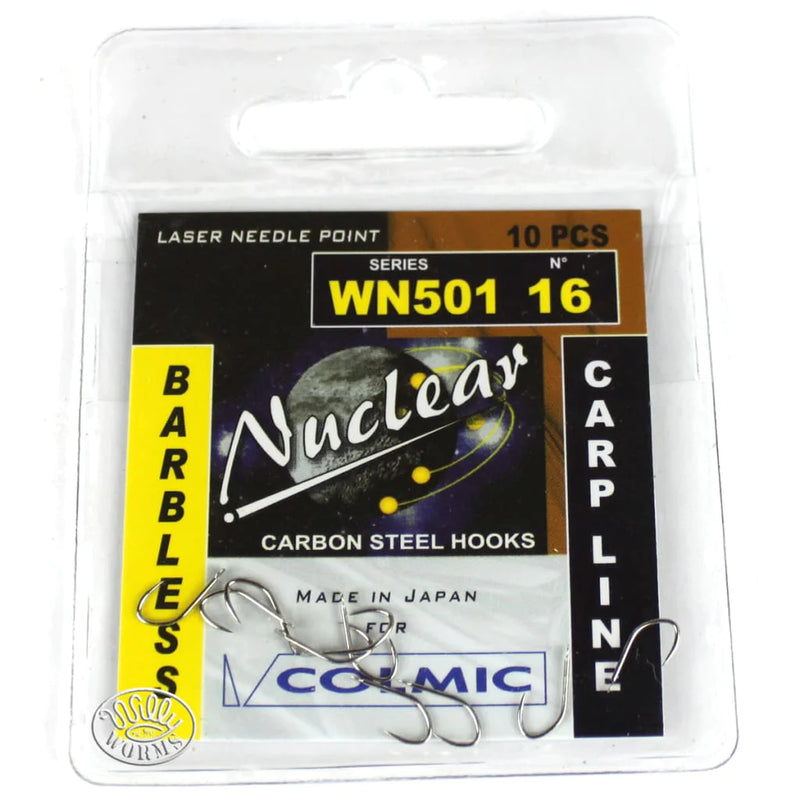 LASER NEEDLE POINT
10 PCS
SERIES N°
WN501 16
BARBLESS
Nuclear
CARBON STEEL HOOKS
CARP LINE
MADE IN JAPAN
FOR
COLMIC
Willy
WORMS